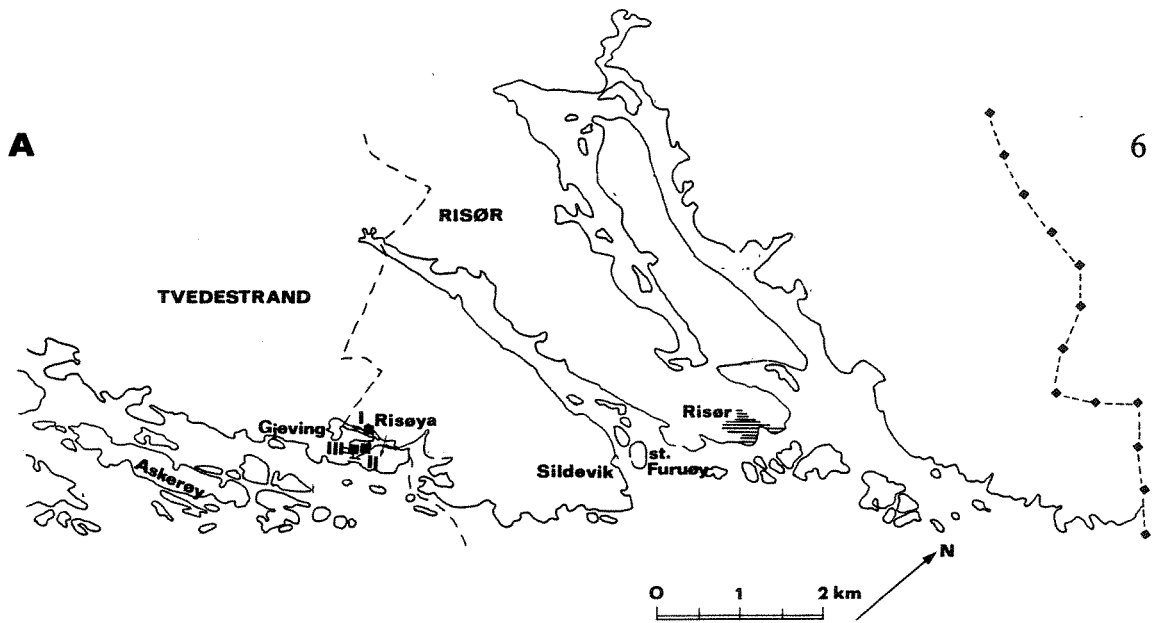 A
6
RISØR
TVEDESTRAND
Risør
I
Risøya
Gjeving
III
II
Askerøy
Sildevik
st.
Furuøy
N
0 1 2 km